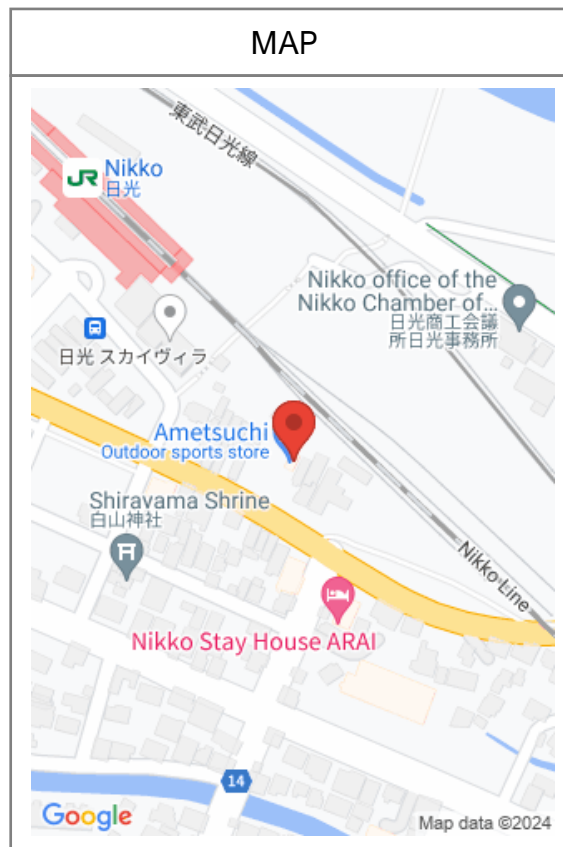 MAP
東武日光線
JR
Nikko
日光
Nikko office of the
Nikko Chamber of...
日光商工会議
所日光事務所
日光 スカイヴィラ
Ametsuchi
Outdoor sports store
Shirayama Shrine
白山神社
Nikko Line
Nikko Stay House ARAI
14
Google
Map data ©2024